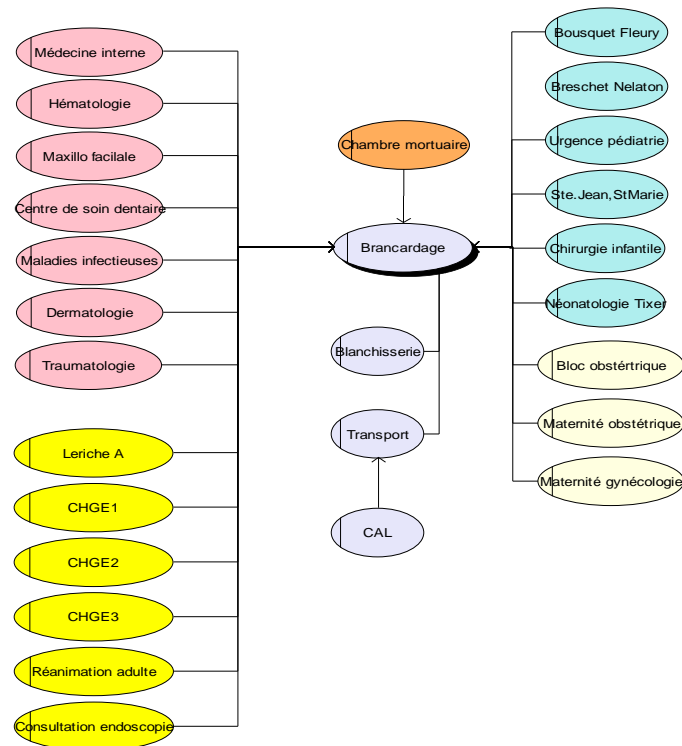 Médecine interne
Hématologie
Maxillo facilale
Centre de soin dentaire
Maladies infectieuses
Dermatologie
Traumatologie
Leriche A
CHGE1
CHGE2
CHGE3
Réanimation adulte
Consultation endoscopie
Chambre mortuaire
Brancardage
Blanchisserie
Transport
CAL
Bousquet Fleury
Breschet Nelaton
Urgence pédiatrie
Ste.Jean,StMarie
Chirurgie infantile
Néonatologie Tixer
Bloc obstértrique
Maternité obstétrique
Maternité gynécologie